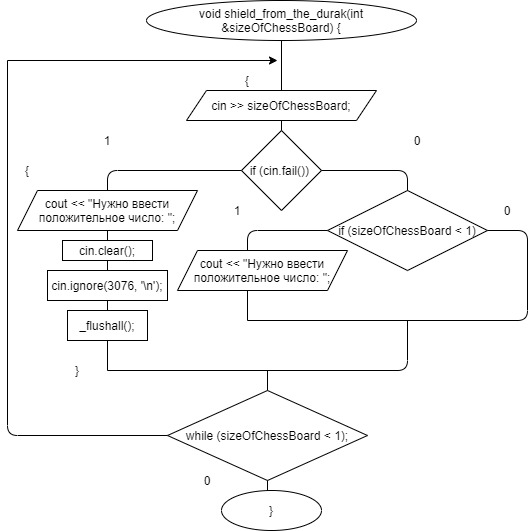 void shield_from_the_durak(int
&sizeOfChessBoard) {
{
cin >> sizeOfChessBoard;
1
0
if (cin.fail())
{
cout << "Нужно ввести
положительное число: ";
1
0
if (sizeOfChessBoard < 1)
cin.clear();
cout << "Нужно ввести
положительное число: ";
cin.ignore(3076, '\n');
_flushall();
}
while (sizeOfChessBoard < 1);
0
}